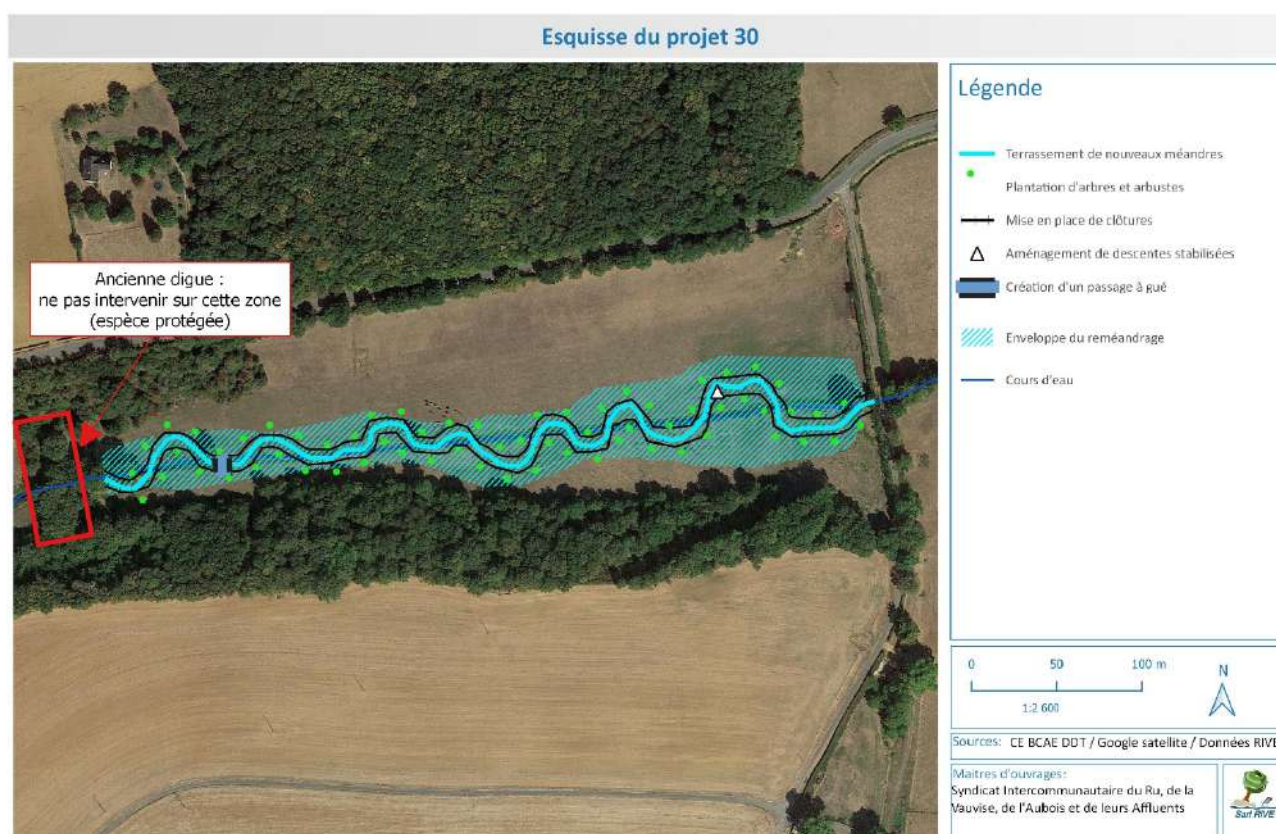 Esquisse du projet 30
Ancienne digue :
ne pas intervenir sur cette zone
(espèce protégée)
Légende
Terrassement de nouveaux méandres
Plantation d'arbres et arbustes
Mise en place de clôtures
Aménagement de descentes stabilisées
Création d'un passage à gué
Enveloppe du reméandrage
Cours d'eau
0 50 100 m
N
1:2 600
Sources: CE BCAE DDT / Google satellite / Données RIVE
Maitres d'ouvrages:
Syndicat Intercommunautaire du Ru, de la
Vauvise, de l'Aubois et de leurs Affluents
Sarl RIVE